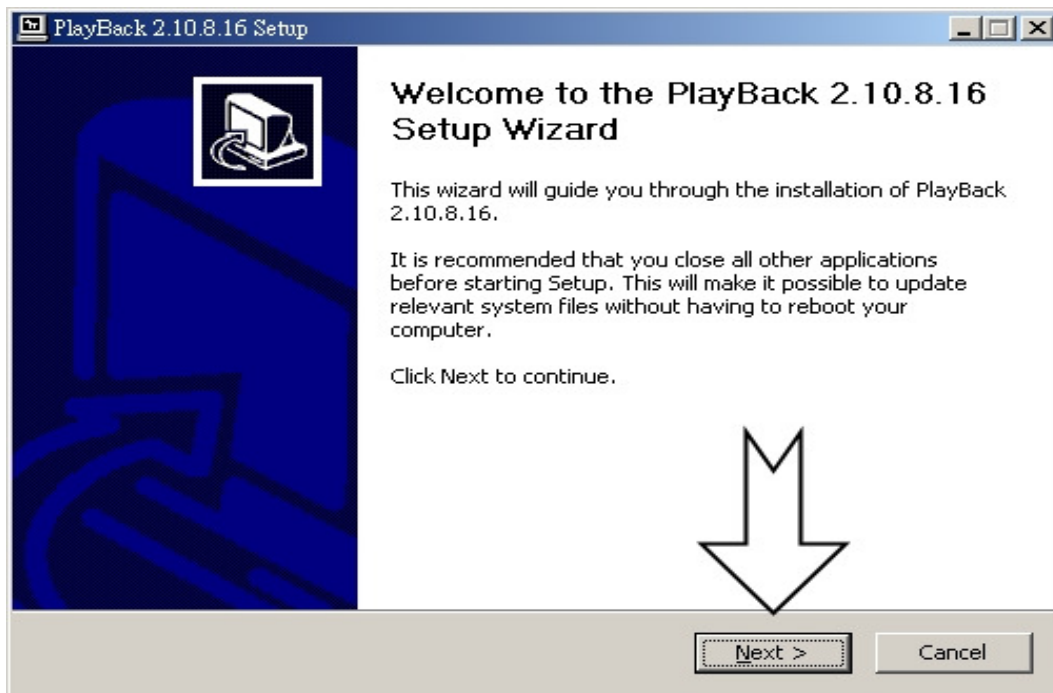 PlayBack 2.10.8.16 Setup
Welcome to the PlayBack 2.10.8.16
Setup Wizard
This wizard will guide you through the installation of PlayBack
2.10.8.16.
It is recommended that you close all other applications
before starting Setup. This will make it possible to update
relevant system files without having to reboot your
computer.
Click Next to continue.
Next >
Cancel